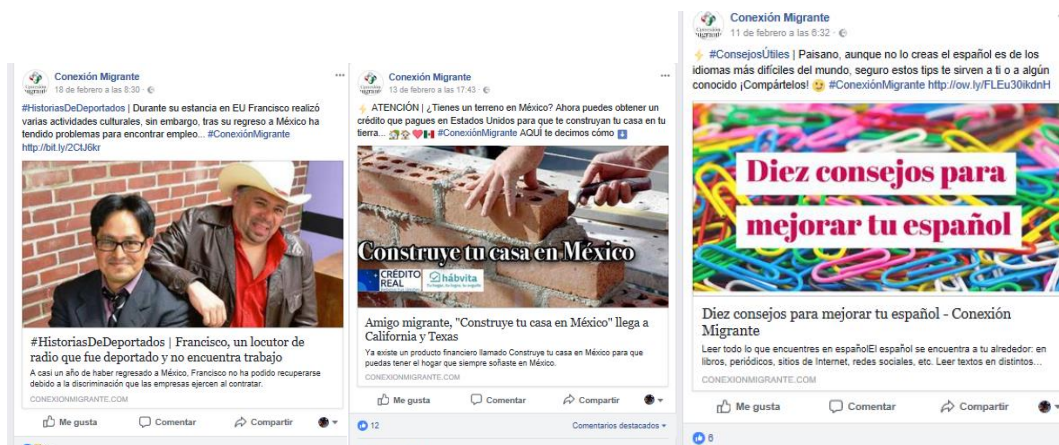 Conexión Migrante
18 de febrero a las 8:30 ·
#HistoriasDeDeportados | Durante su estancia en EU Francisco realizó
varias actividades culturales, sin embargo, tras su regreso a México ha
tendido problemas para encontrar empleo... #ConexiónMigrante
http://bit.ly/2CtJ6kr
#HistoriasDeDeportados | Francisco, un locutor de
radio que fue deportado y no encuentra trabajo
A casi un año de haber regresado a México, Francisco no ha podido recuperarse
debido a la discriminación que las empresas ejercen al contratar.
CONEXIONMIGRANTE.COM
Me gusta Comentar Compartir
Conexión Migrante
13 de febrero a las 17:43 ·
ATENCIÓN | ¿Tienes un terreno en México? Ahora puedes obtener un
crédito que pagues en Estados Unidos para que te construyan tu casa en tu
tierra... #ConexiónMigrante AQUÍ te decimos cómo
Construye tu casa en México
CRÉDITO
REAL
hábvita
Amigo migrante, "Construye tu casa en México" llega a
California y Texas
Ya existe un producto financiero llamado Construye tu casa en México para que
puedas tener el hogar que siempre soñaste en México.
CONEXIONMIGRANTE.COM
Me gusta Comentar Compartir
12 Comentarios destacados
Conexión Migrante
11 de febrero a las 6:32 ·
#ConsejosÚtiles | Paisano, aunque no lo creas el español es de los
idiomas más difíciles del mundo, seguro estos tips te sirven a ti o a algún
conocido ¡Compártelos! #ConexiónMigrante http://ow.ly/FLEu30ikdnH
Diez consejos para
mejorar tu español
Diez consejos para mejorar tu español - Conexión
Migrante
Leer todo lo que encuentres en españolEl español se encuentra a tu alrededor: en
libros, periódicos, sitios de Internet, redes sociales, etc. Leer textos en distintos...
CONEXIONMIGRANTE.COM
Me gusta Comentar Compartir
6